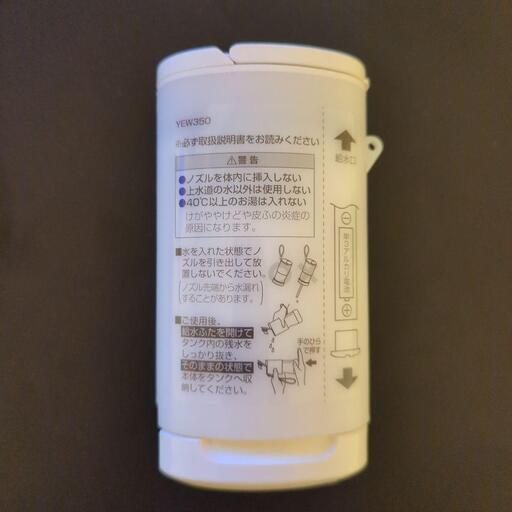 YEW350
※必ず取扱説明書をお読みください
⚠警告
●ノズルを体内に挿入しない
●上水道の水以外は使用しない
●40℃以上のお湯は入れない
けがややけどや皮ふの炎症の
原因になります。
■水を入れた状態でノ
ズルを引き出して放
置しないでください。
(ノズル先端から水漏れ
することがあります。)
■ご使用後、
給水ふたを開けて
タンク内の残水を
しっかり抜き、
そのままの状態で
本体をタンクへ収
納してください。
手のひら
で押す
給水口
単3アルカリ電池